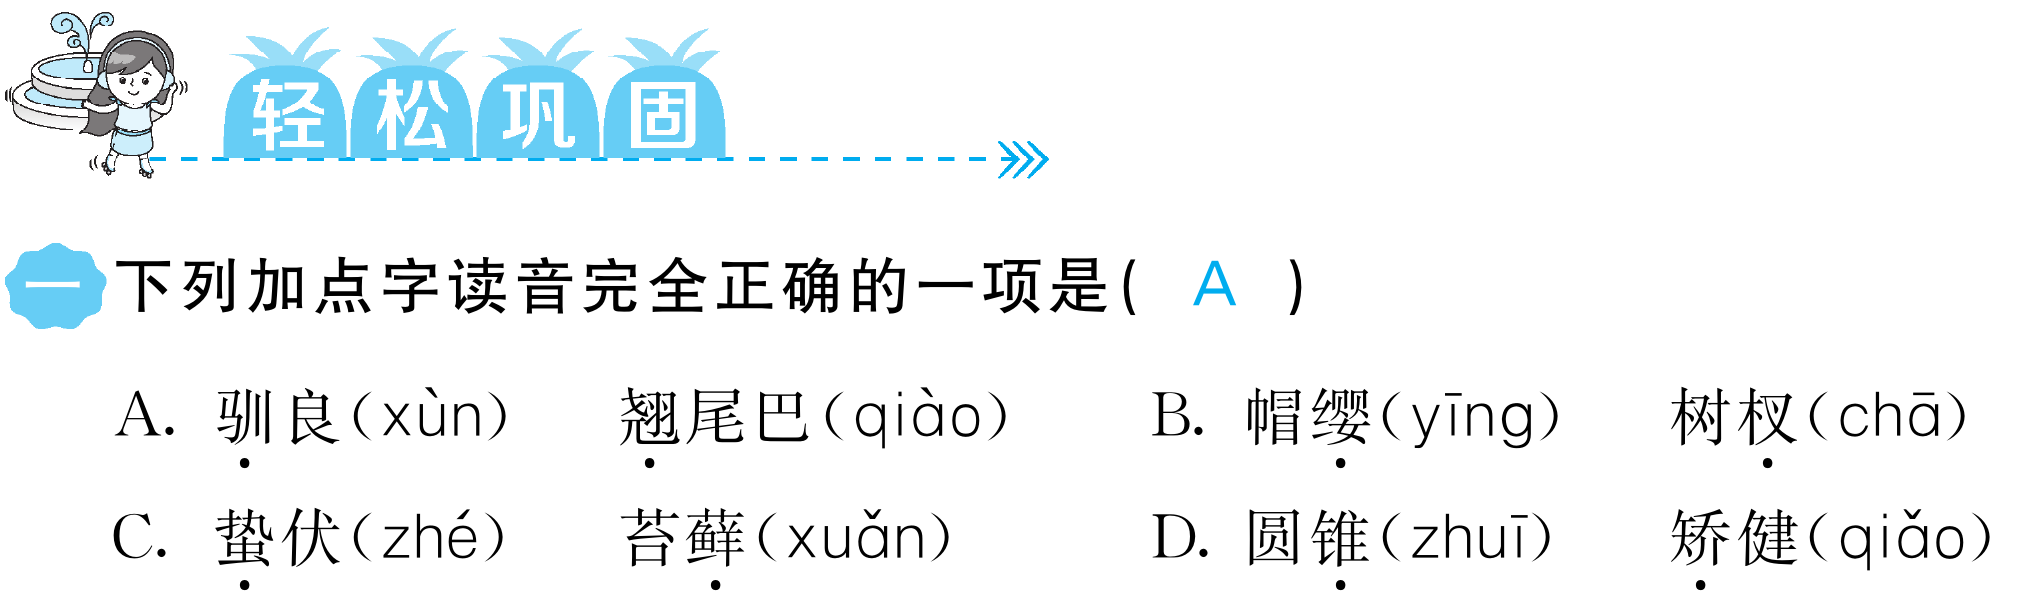 轻松巩固
一 下列加点字读音完全正确的一项是( A )
A. 驯良(xùn) 翘尾巴(qiào) B. 帽缨(yīng) 树杈(chā)
C. 蛰伏(zhé) 苔藓(xuǎn) D. 圆锥(zhuī) 矫健(qiǎo)